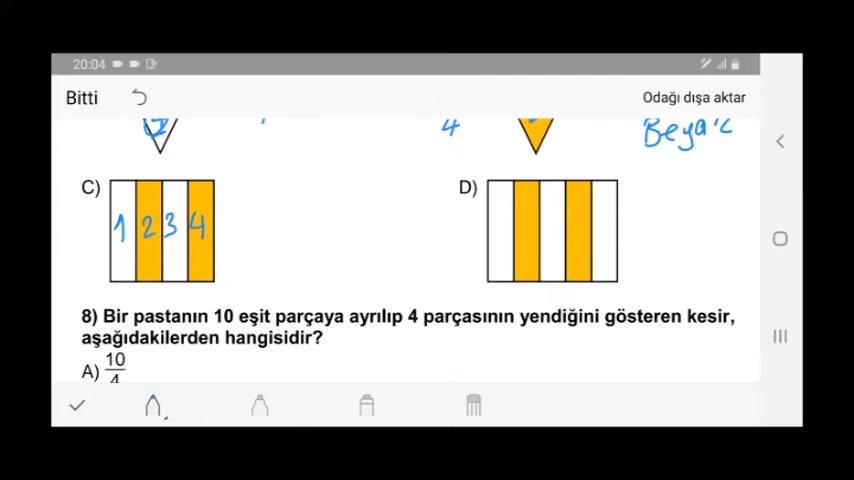 20:04
Bitti
Odağı dışa aktar
4
Beyaz
C)
1 2 3 4
D)
8) Bir pastanın 10 eşit parçaya ayrılıp 4 parçasının yendiğini gösteren kesir,
aşağıdakilerden hangisidir?
A) 10
4